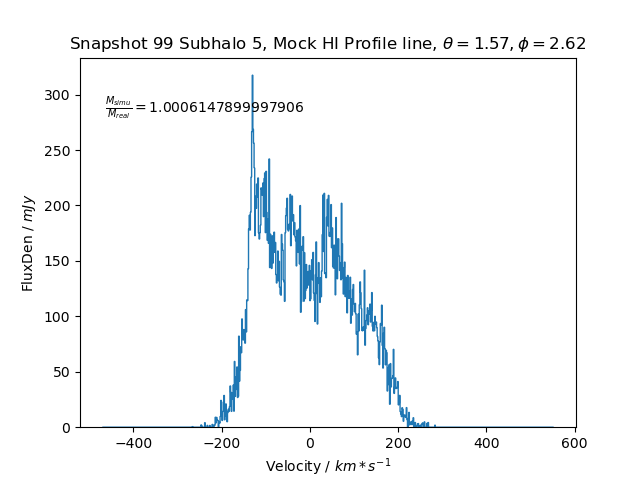 Snapshot 99 Subhalo 5, Mock HI Profile line, θ = 1.57, ϕ = 2.62
M_simu / M_real = 1.0006147899997906
FluxDen / mJy
300
250
200
150
100
50
0
−400 −200 0 200 400 600
Velocity / km * s⁻¹